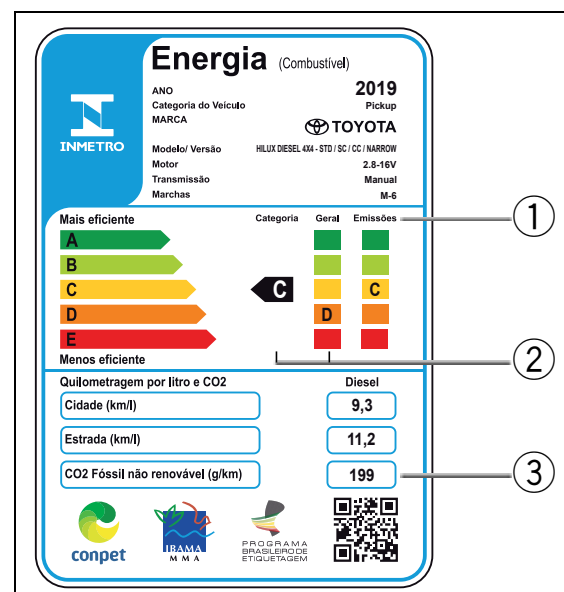 Energia (Combustível)
ANO 2019
Categoria do Veículo Pickup
MARCA TOYOTA
INMETRO
Modelo/ Versão HILUX DIESEL 4X4 - STD / SC / CC / NARROW
Motor 2.8-16V
Transmissão Manual
Marchas M-6
Mais eficiente Categoria Geral Emissões 1
A
B
C C C
D D
E
Menos eficiente 2
Quilometragem por litro e CO2 Diesel
Cidade (km/l) 9,3
Estrada (km/l) 11,2
CO2 Fóssil não renovável (g/km) 199 3
conpet
IBAMA
M M A
PROGRAMA
BRASILEIRO DE
ETIQUETAGEM